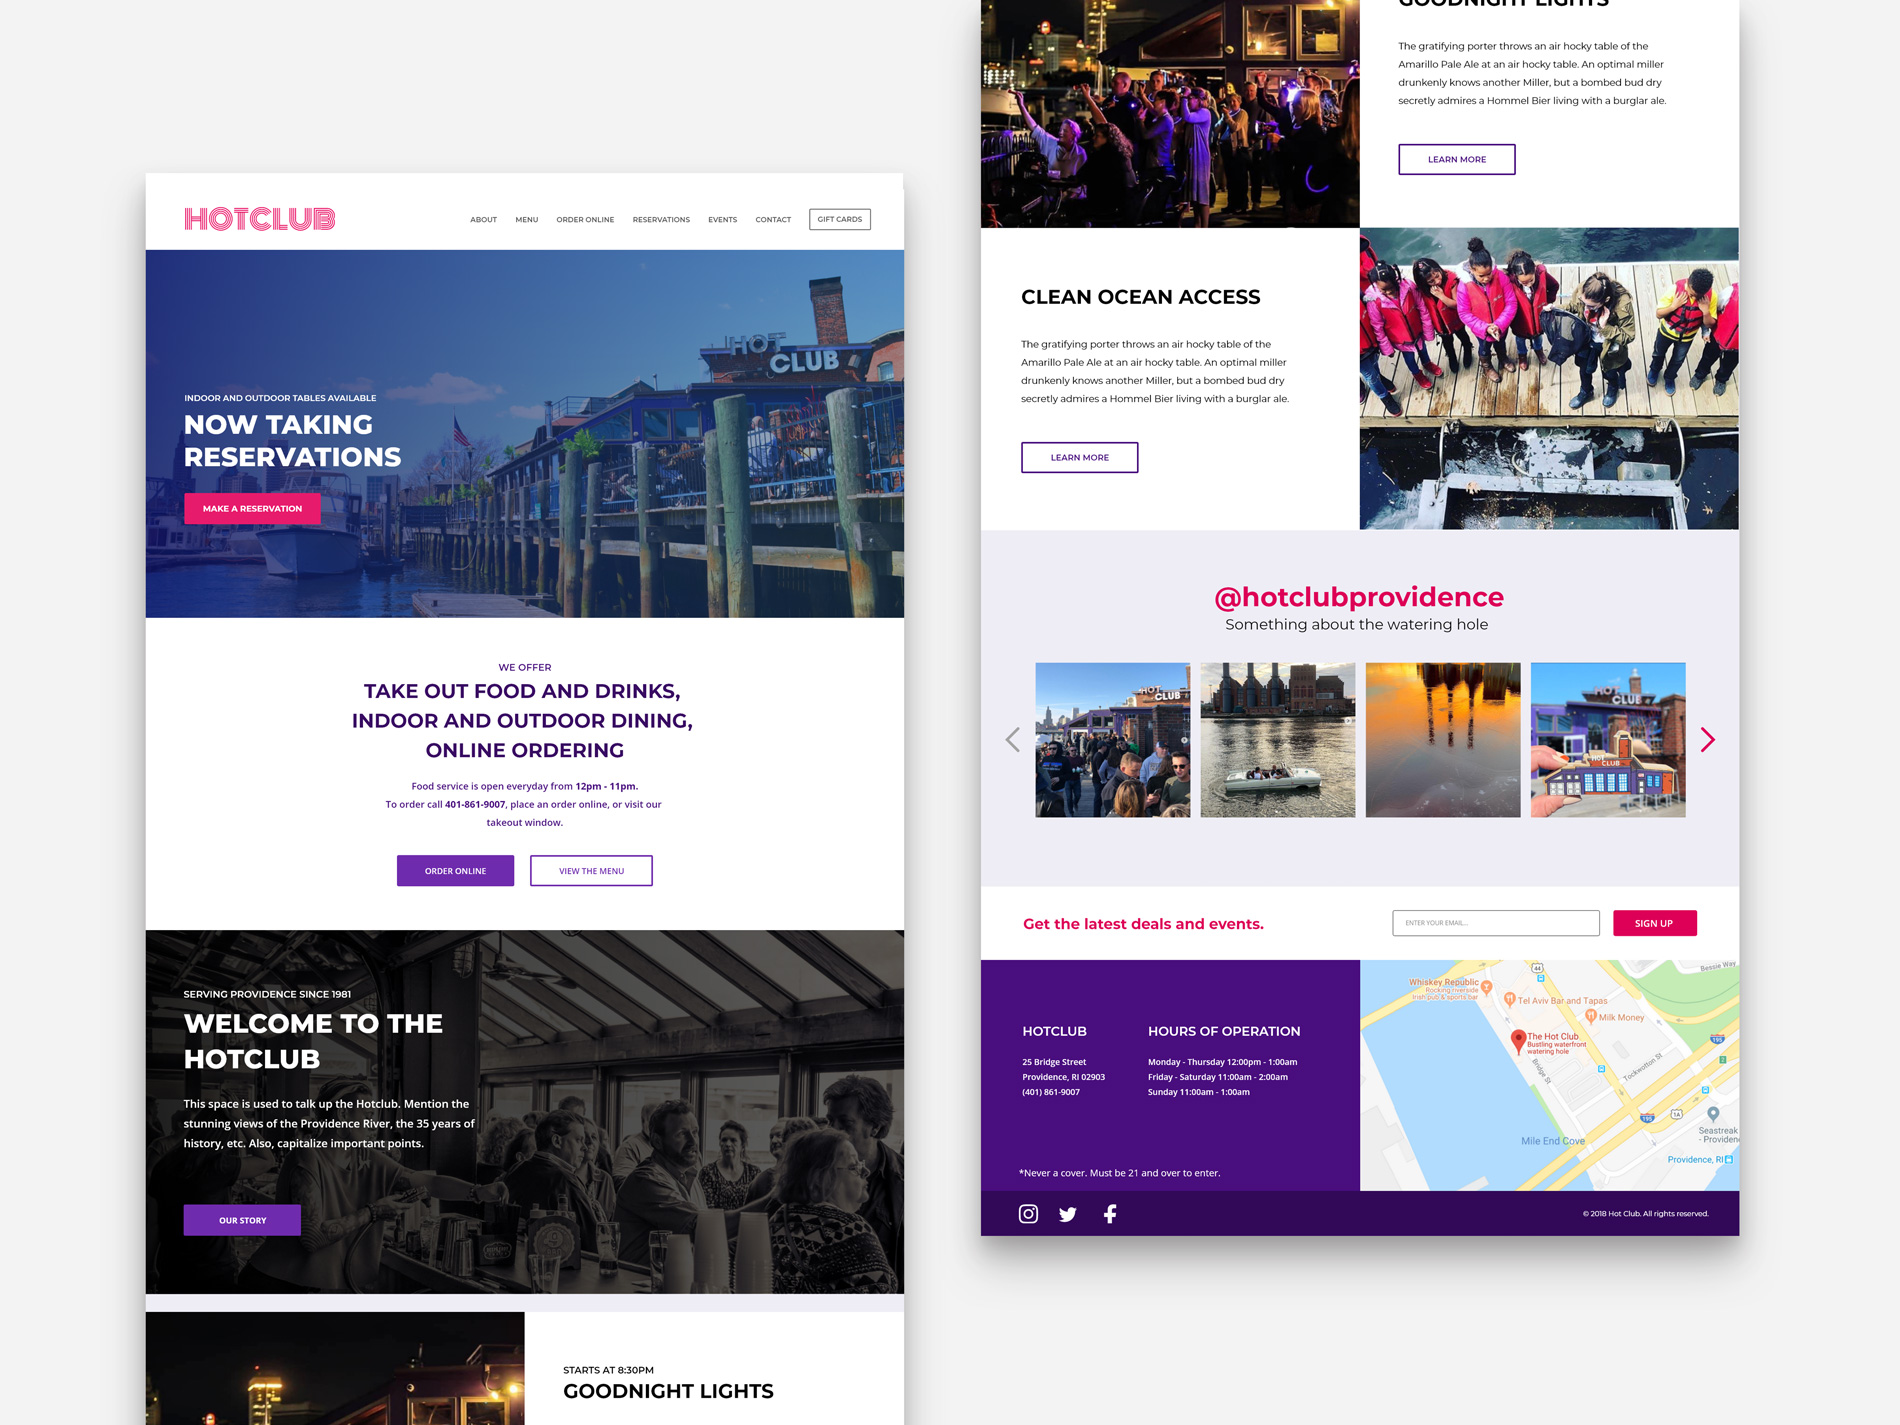 HOTCLUB
ABOUT MENU ORDER ONLINE RESERVATIONS EVENTS CONTACT GIFT CARDS
HOT
CLUB
INDOOR AND OUTDOOR TABLES AVAILABLE
NOW TAKING
RESERVATIONS
MAKE A RESERVATION
WE OFFER
TAKE OUT FOOD AND DRINKS,
INDOOR AND OUTDOOR DINING,
ONLINE ORDERING
Food service is open everyday from 12pm - 11pm.
To order call 401-861-9007, place an order online, or visit our
takeout window.
ORDER ONLINE
VIEW THE MENU
SERVING PROVIDENCE SINCE 1981
WELCOME TO THE
HOTCLUB
This space is used to talk up the Hotclub. Mention the
stunning views of the Providence River, the 35 years of
history, etc. Also, capitalize important points.
OUR STORY
STARTS AT 8:30PM
GOODNIGHT LIGHTS
GOODNIGHT LIGHTS
The gratifying porter throws an air hocky table of the
Amarillo Pale Ale at an air hocky table. An optimal miller
drunkenly knows another Miller, but a bombed bud dry
secretly admires a Hommel Bier living with a burglar ale.
LEARN MORE
CLEAN OCEAN ACCESS
The gratifying porter throws an air hocky table of the
Amarillo Pale Ale at an air hocky table. An optimal miller
drunkenly knows another Miller, but a bombed bud dry
secretly admires a Hommel Bier living with a burglar ale.
LEARN MORE
@hotclubprovidence
Something about the watering hole
HOT
CLUB
HOT
CLUB
HOT
CLUB
Get the latest deals and events.
ENTER YOUR EMAIL...
SIGN UP
HOTCLUB
25 Bridge Street
Providence, RI 02903
(401) 861-9007
HOURS OF OPERATION
Monday - Thursday 12:00pm - 1:00am
Friday - Saturday 11:00am - 2:00am
Sunday 11:00am - 1:00am
*Never a cover. Must be 21 and over to enter.
Whiskey Republic
Rocking riverside
Irish pub & sports bar
44
Bessie Way
Tel Aviv Bar and Tapas
Milk Money
The Hot Club
Bustling waterfront
watering hole
195
Bridge St
Tockwotton St
195
1A
Mile End Cove
Seastreak
- Providen
Providence, RI
© 2018 Hot Club. All rights reserved.